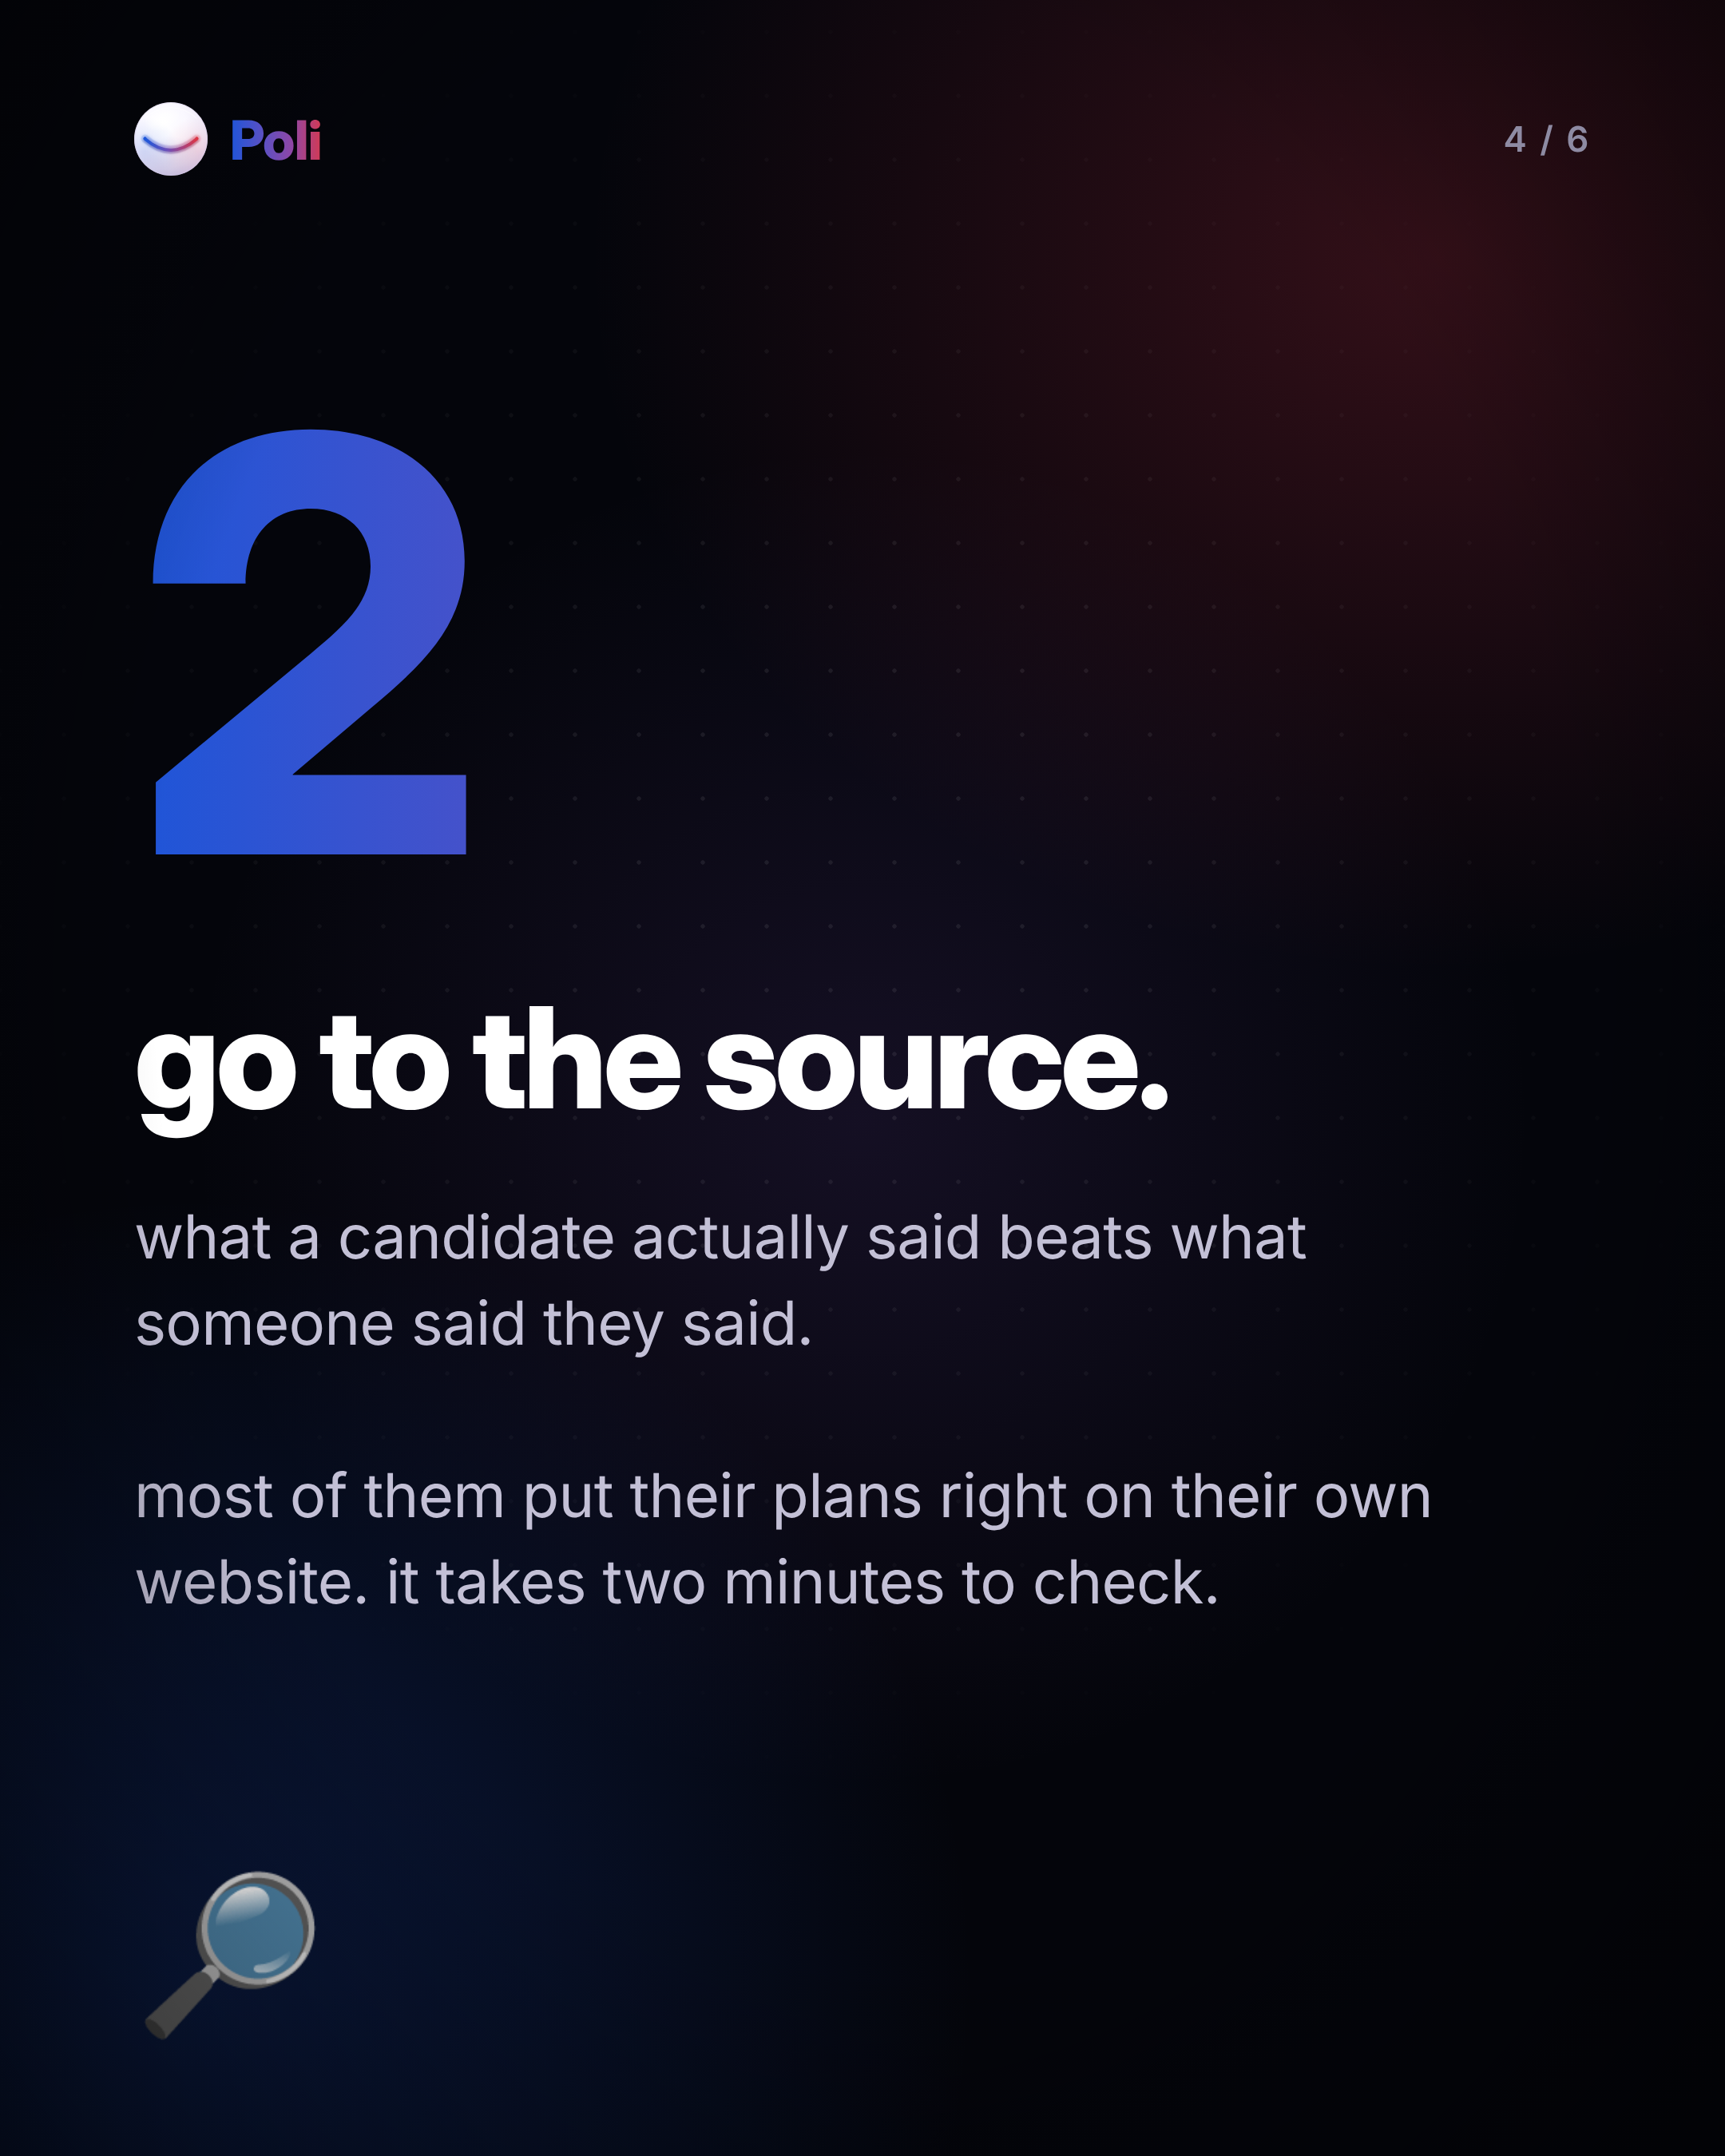 Poli
4 / 6
2
go to the source.
what a candidate actually said beats what
someone said they said.
most of them put their plans right on their own
website. it takes two minutes to check.